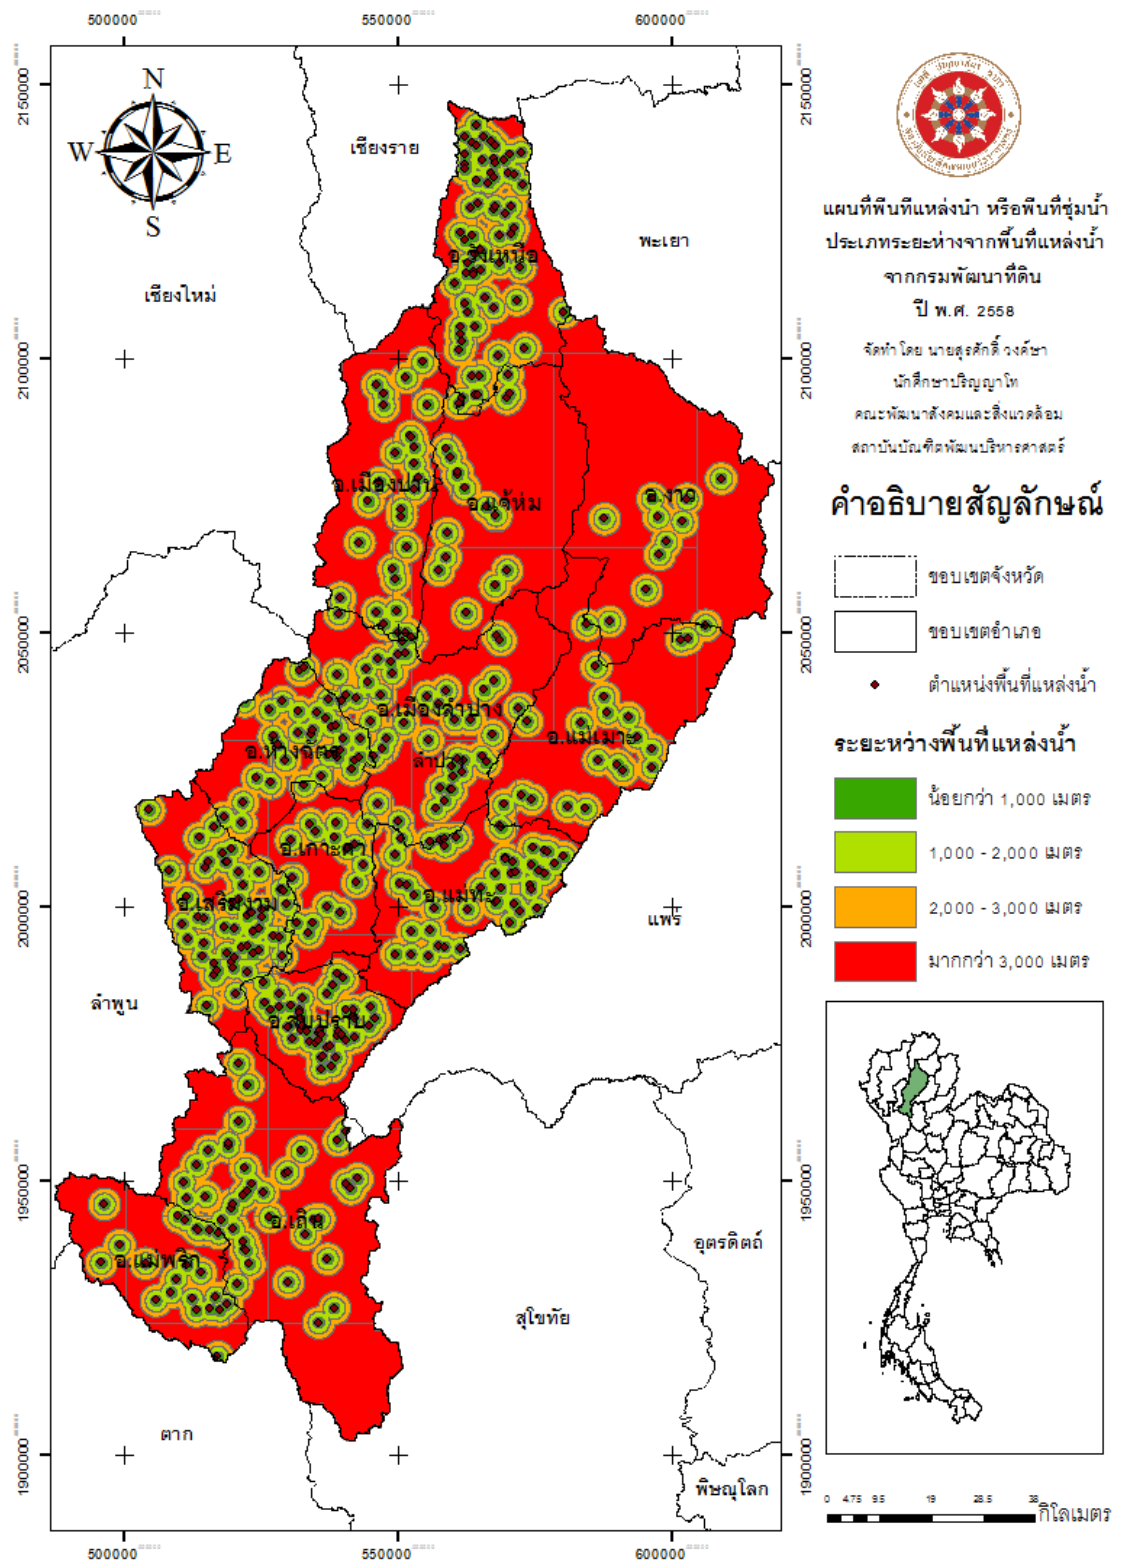 500000
550000
600000
2150000
2100000
2050000
2000000
1950000
1900000
N
W
E
S
เชียงราย
พะเยา
เชียงใหม่
อ.วังเหนือ
อ.เมืองปาน
อ.แจ้ห่ม
อ.งาว
อ.เมืองลำปาง
อ.แม่เมาะ
อ.ห้างฉัตร
ลำปาง
อ.เกาะคา
อ.แม่ทะ
อ.เสริมงาม
แพร่
ลำพูน
อ.สบปราบ
อ.เถิน
อ.แม่พริก
อุตรดิตถ์
สุโขทัย
ตาก
พิษณุโลก
2150000
2100000
2050000
2000000
1950000
1900000
500000
550000
600000
แผนที่พื้นที่แหล่งน้ำ หรือพื้นที่ชุ่มน้ำ
ประเภทระยะห่างจากพื้นที่แหล่งน้ำ
จากกรมพัฒนาที่ดิน
ปี พ.ศ. 2558
จัดทำโดย นายสุรศักดิ์ วงค์ษา
นักศึกษาปริญญาโท
คณะพัฒนาสังคมและสิ่งแวดล้อม
สถาบันบัณฑิตพัฒนบริหารศาสตร์
คำอธิบายสัญลักษณ์
ขอบเขตจังหวัด
ขอบเขตอำเภอ
ตำแหน่งพื้นที่แหล่งน้ำ
ระยะหว่างพื้นที่แหล่งน้ำ
น้อยกว่า 1,000 เมตร
1,000 - 2,000 เมตร
2,000 - 3,000 เมตร
มากกว่า 3,000 เมตร
0 4.75 9.5 19 28.5 38
กิโลเมตร